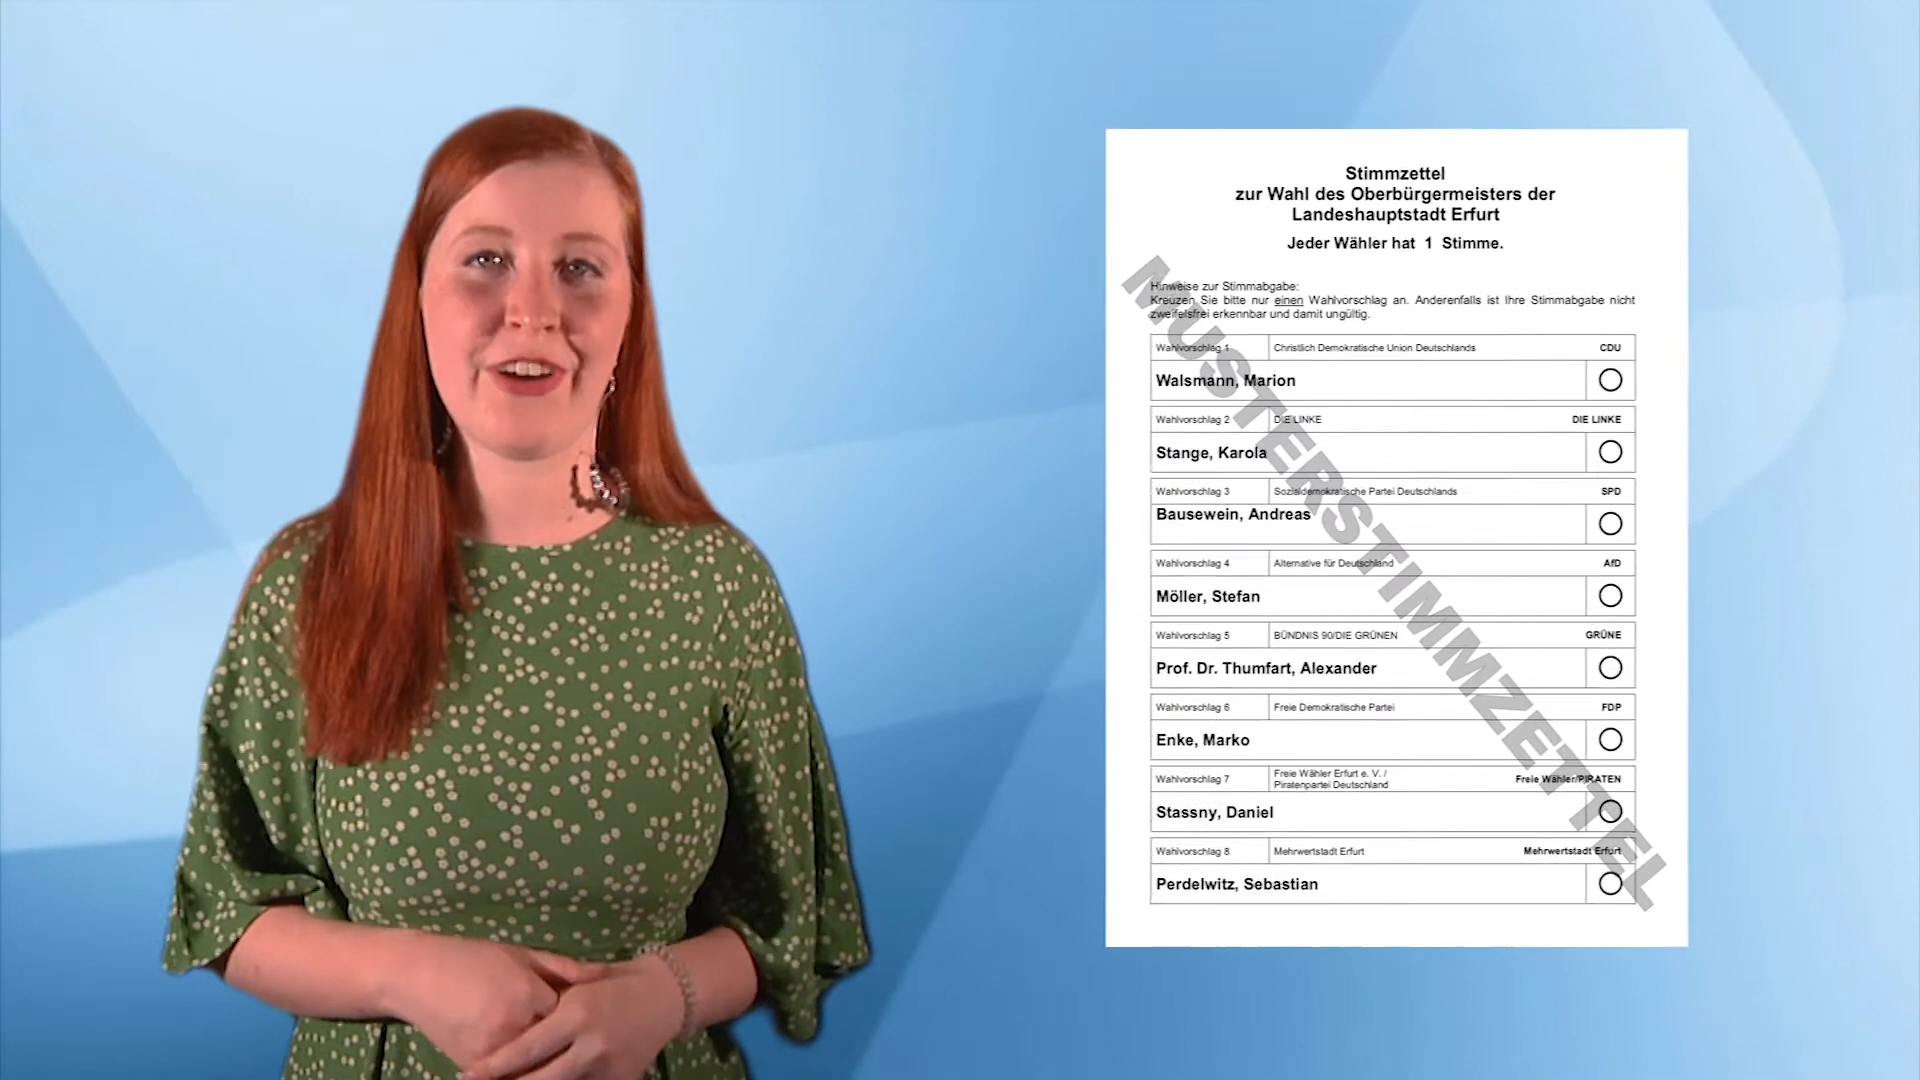 Stimmzettel
zur Wahl des Oberbürgermeisters der
Landeshauptstadt Erfurt
Jeder Wähler hat 1 Stimme.
Hinweise zur Stimmabgabe:
Kreuzen Sie bitte nur einen Wahlvorschlag an. Anderenfalls ist Ihre Stimmabgabe nicht
zweifelsfrei erkennbar und damit ungültig.
MUSTERSTIMMZETTEL
Wahlvorschlag 1 Christlich Demokratische Union Deutschlands CDU
Walsmann, Marion
Wahlvorschlag 2 DIE LINKE DIE LINKE
Stange, Karola
Wahlvorschlag 3 Sozialdemokratische Partei Deutschlands SPD
Bausewein, Andreas
Wahlvorschlag 4 Alternative für Deutschland AfD
Möller, Stefan
Wahlvorschlag 5 BÜNDNIS 90/DIE GRÜNEN GRÜNE
Prof. Dr. Thumfart, Alexander
Wahlvorschlag 6 Freie Demokratische Partei FDP
Enke, Marko
Wahlvorschlag 7 Freie Wähler Erfurt e. V. / Freie Wähler/PIRATEN
Piratenpartei Deutschland
Stassny, Daniel
Wahlvorschlag 8 Mehrwertstadt Erfurt Mehrwertstadt Erfurt
Perdelwitz, Sebastian